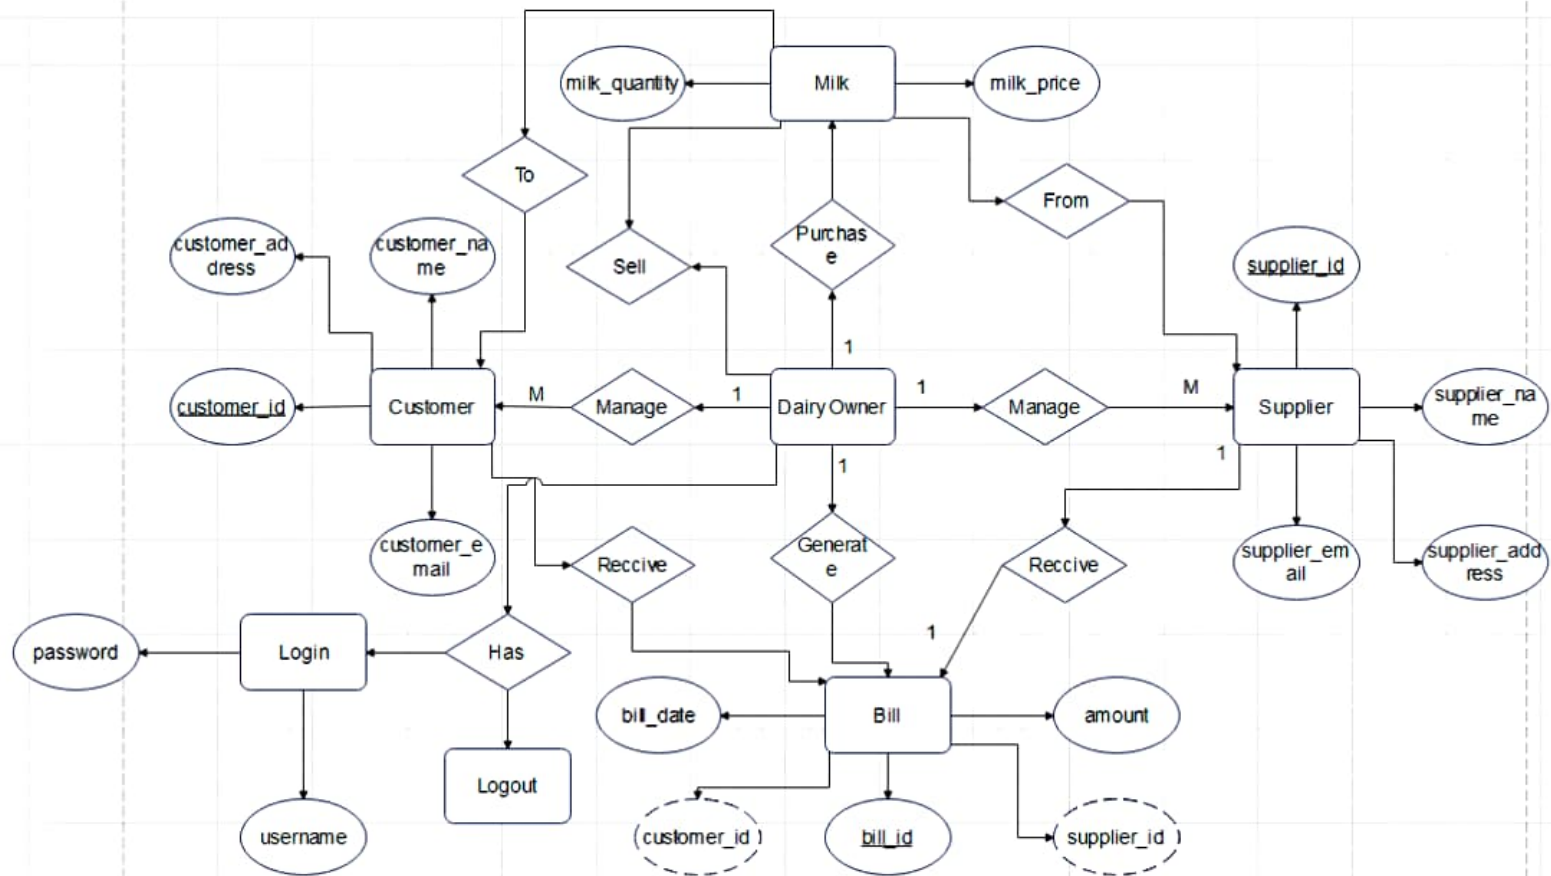 Milk
milk_quantity
milk_price
To
From
Purchas
e
Sell
customer_ad
dress
customer_na
me
supplier_id
1
Customer
customer_id
M
Manage
1
Dairy Owner
1
Manage
M
Supplier
supplier_na
me
1
1
customer_e
mail
Reccive
Generat
e
Reccive
supplier_em
ail
supplier_add
ress
1
password
Login
Has
bill_date
Bill
amount
Logout
username
customer_id
bill_id
supplier_id